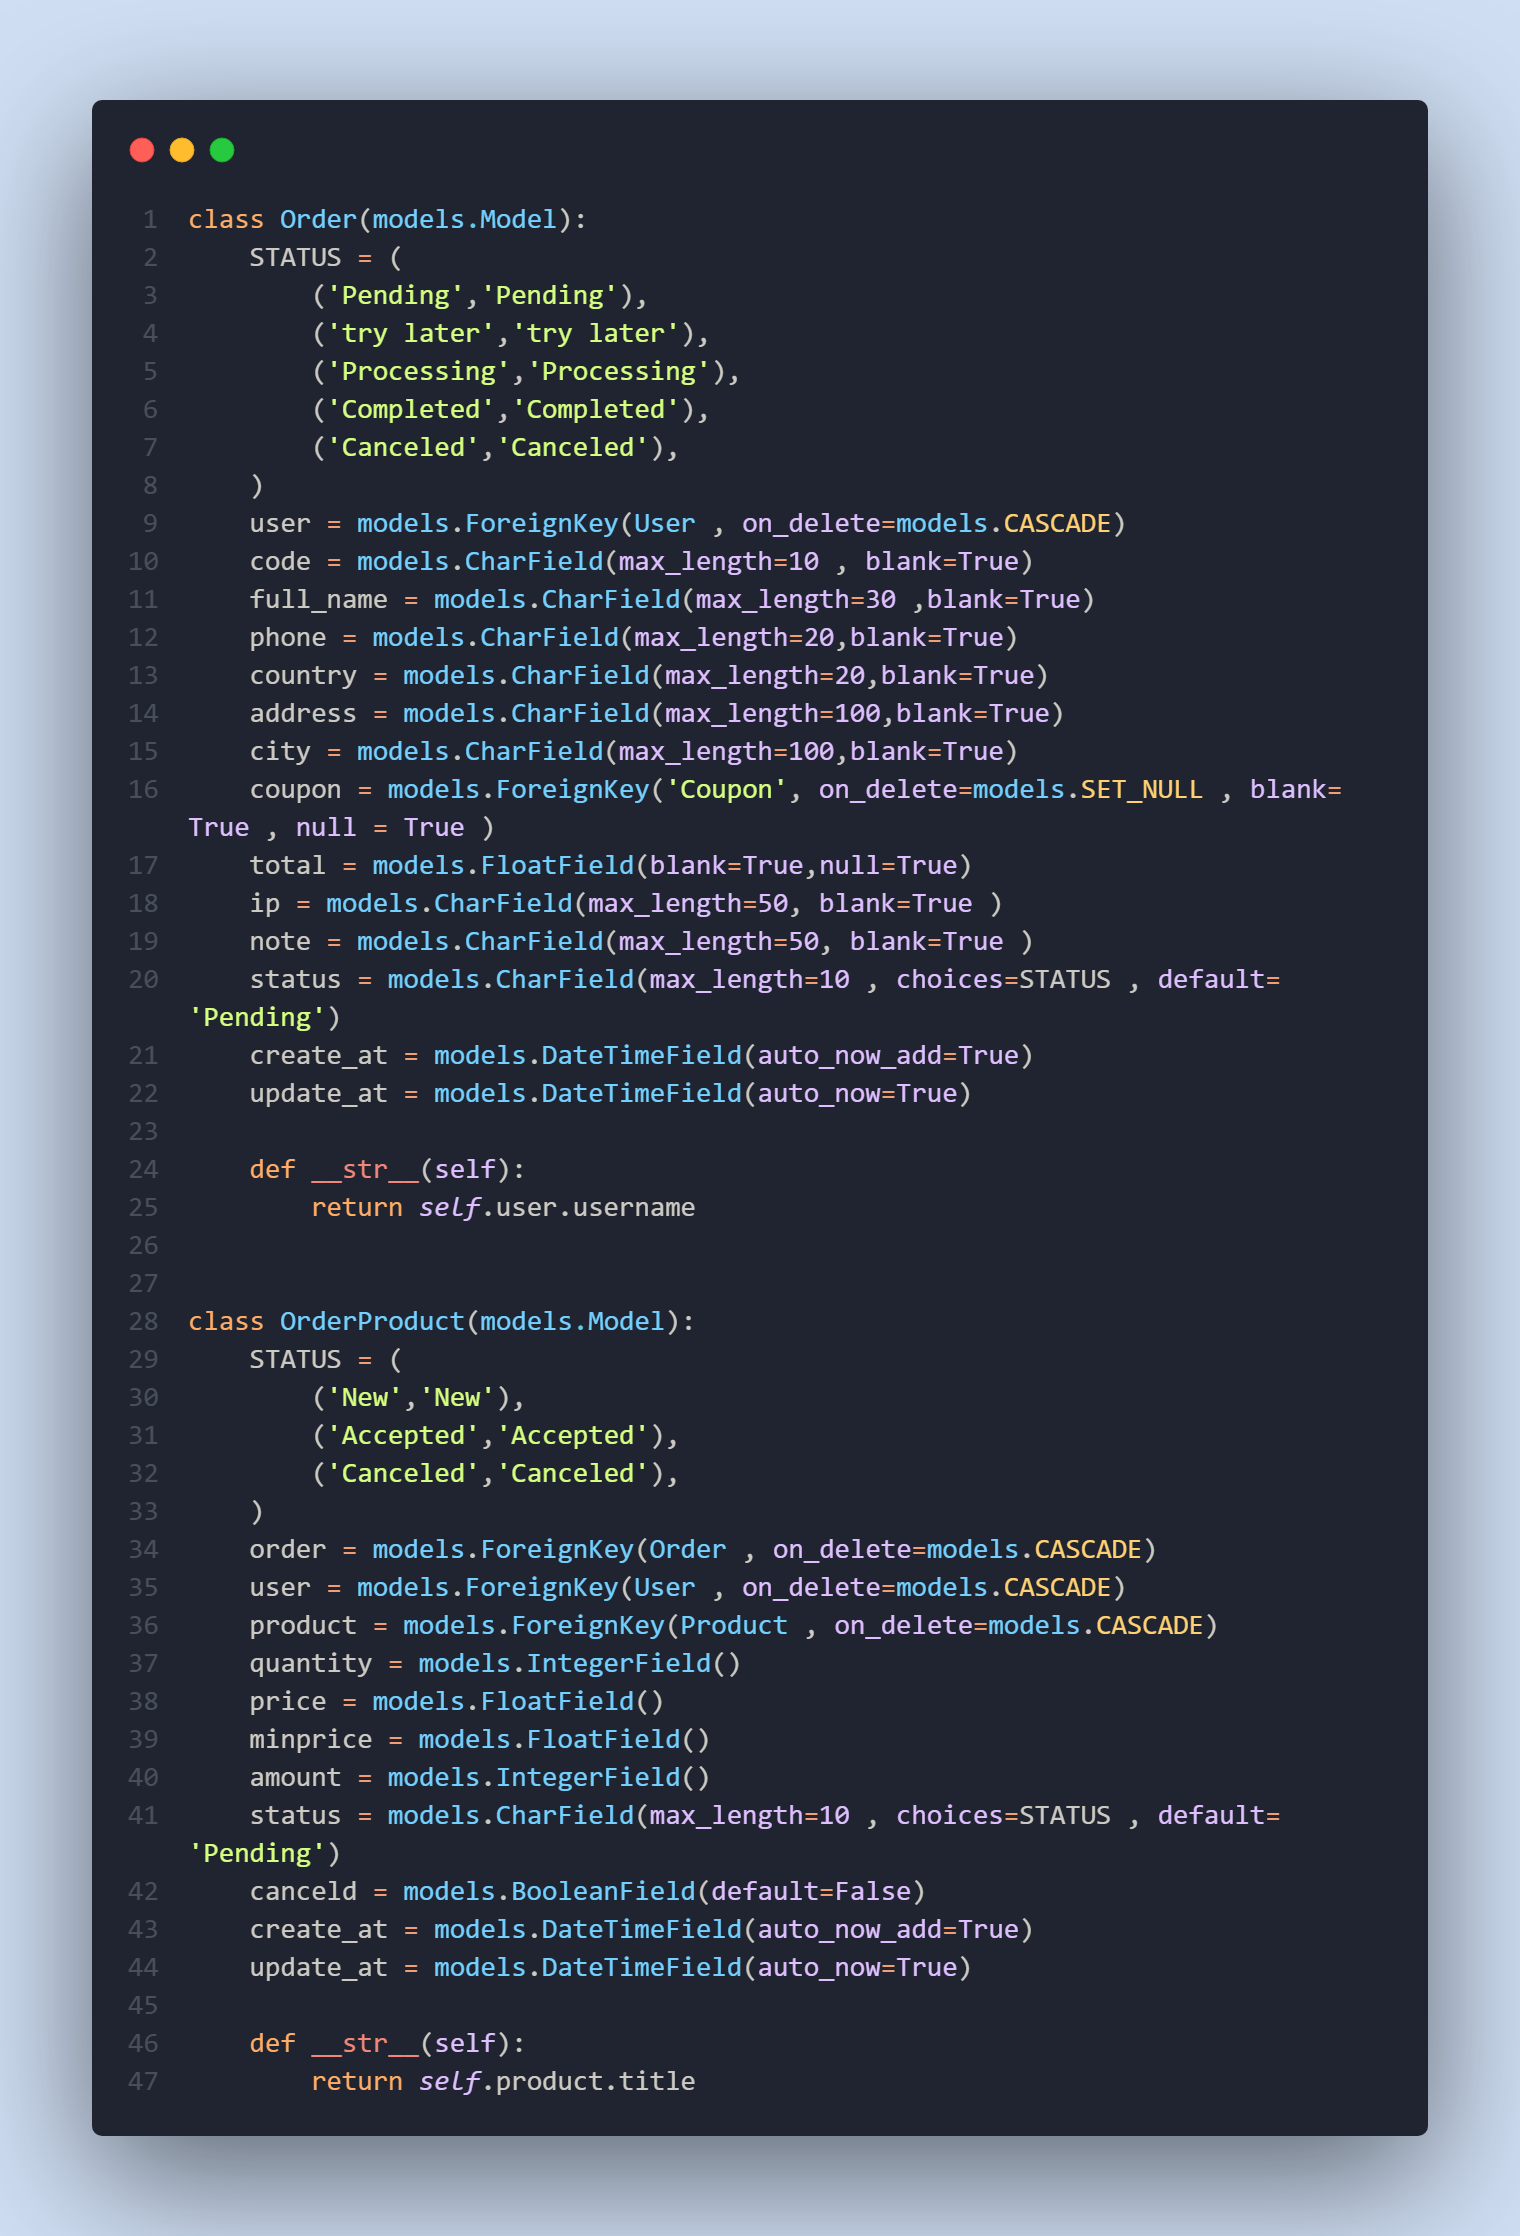 1 class Order(models.Model):
2     STATUS = (
3         ('Pending','Pending'),
4         ('try later','try later'),
5         ('Processing','Processing'),
6         ('Completed','Completed'),
7         ('Canceled','Canceled'),
8     )
9     user = models.ForeignKey(User , on_delete=models.CASCADE)
10     code = models.CharField(max_length=10 , blank=True)
11     full_name = models.CharField(max_length=30 ,blank=True)
12     phone = models.CharField(max_length=20,blank=True)
13     country = models.CharField(max_length=20,blank=True)
14     address = models.CharField(max_length=100,blank=True)
15     city = models.CharField(max_length=100,blank=True)
16     coupon = models.ForeignKey('Coupon', on_delete=models.SET_NULL , blank=
True , null = True )
17     total = models.FloatField(blank=True,null=True)
18     ip = models.CharField(max_length=50, blank=True )
19     note = models.CharField(max_length=50, blank=True )
20     status = models.CharField(max_length=10 , choices=STATUS , default=
'Pending')
21     create_at = models.DateTimeField(auto_now_add=True)
22     update_at = models.DateTimeField(auto_now=True)
23
24     def __str__(self):
25         return self.user.username
26
27
28 class OrderProduct(models.Model):
29     STATUS = (
30         ('New','New'),
31         ('Accepted','Accepted'),
32         ('Canceled','Canceled'),
33     )
34     order = models.ForeignKey(Order , on_delete=models.CASCADE)
35     user = models.ForeignKey(User , on_delete=models.CASCADE)
36     product = models.ForeignKey(Product , on_delete=models.CASCADE)
37     quantity = models.IntegerField()
38     price = models.FloatField()
39     minprice = models.FloatField()
40     amount = models.IntegerField()
41     status = models.CharField(max_length=10 , choices=STATUS , default=
'Pending')
42     canceld = models.BooleanField(default=False)
43     create_at = models.DateTimeField(auto_now_add=True)
44     update_at = models.DateTimeField(auto_now=True)
45
46     def __str__(self):
47         return self.product.title